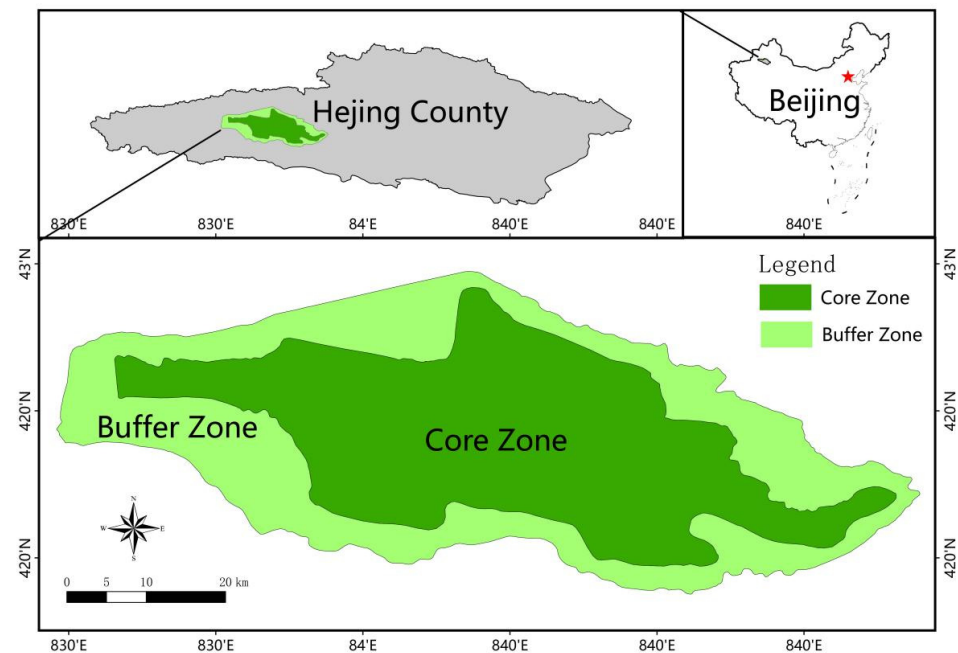 Hejing County
Beijing
830'E
830'E
84'E
840'E
840'E
840'E
43'N
420'N
420'N
43'N
420'N
420'N
Legend
Core Zone
Buffer Zone
Buffer Zone
Core Zone
N
W
E
S
0 5 10 20 km
830'E
830'E
84'E
840'E
840'E
840'E